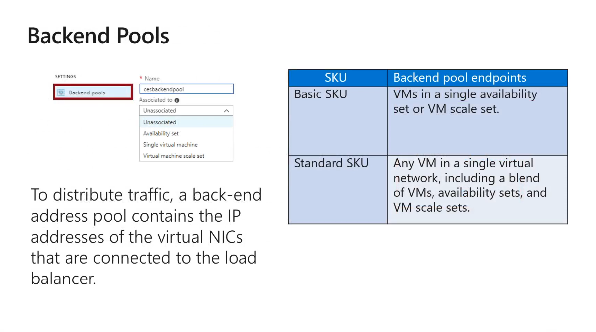 Backend Pools
SETTINGS
Backend pools
* Name
cesbackendpool
Associated to
Unassociated
Unassociated
Availability set
Single virtual machine
Virtual machine scale set
To distribute traffic, a back-end
address pool contains the IP
addresses of the virtual NICs
that are connected to the load
balancer.
SKU Backend pool endpoints
Basic SKU VMs in a single availability
set or VM scale set.
Standard SKU Any VM in a single virtual
network, including a blend
of VMs, availability sets, and
VM scale sets.